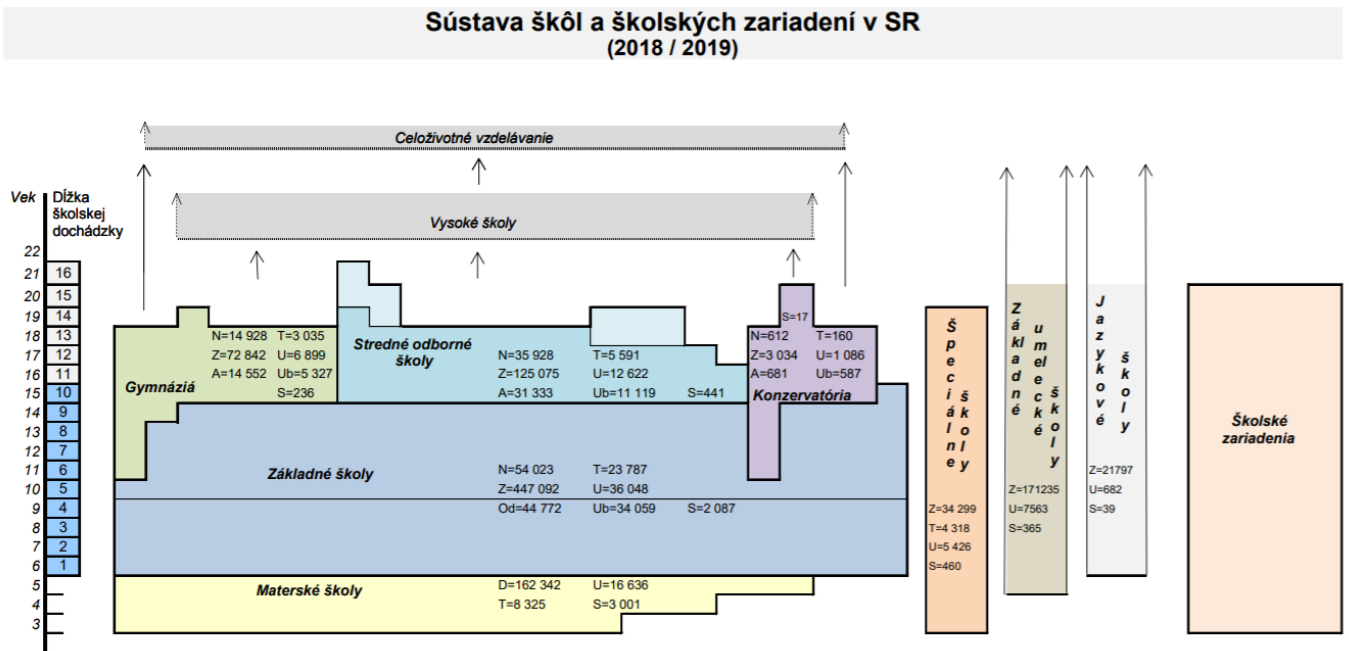 Sústava škôl a školských zariadení v SR
(2018 / 2019)
Celoživotné vzdelávanie
Vek
Dĺžka
školskej
dochádzky
Vysoké školy
22
21 16
20 15
19 14
18 13
17 12
16 11
15 10
14 9
13 8
12 7
11 6
10 5
9 4
8 3
7 2
6 1
5
4
3
Gymnáziá
N=14 928 T=3 035
Z=72 842 U=6 899
A=14 552 Ub=5 327
S=236
Stredné odborné
školy
N=35 928 T=5 591
Z=125 075 U=12 622
A=31 333 Ub=11 119 S=441
S=17
N=612 T=160
Z=3 034 U=1 086
A=681 Ub=587
Konzervatória
Základné školy
N=54 023 T=23 787
Z=447 092 U=36 048
Od=44 772 Ub=34 059 S=2 087
Materské školy
D=162 342 U=16 636
T=8 325 S=3 001
Špeciálne
školy
Z=34 299
T=4 318
U=5 426
S=460
Základné
umelecké
školy
Z=171235
U=7563
S=365
Jazykové
školy
Z=21797
U=682
S=39
Školské
zariadenia